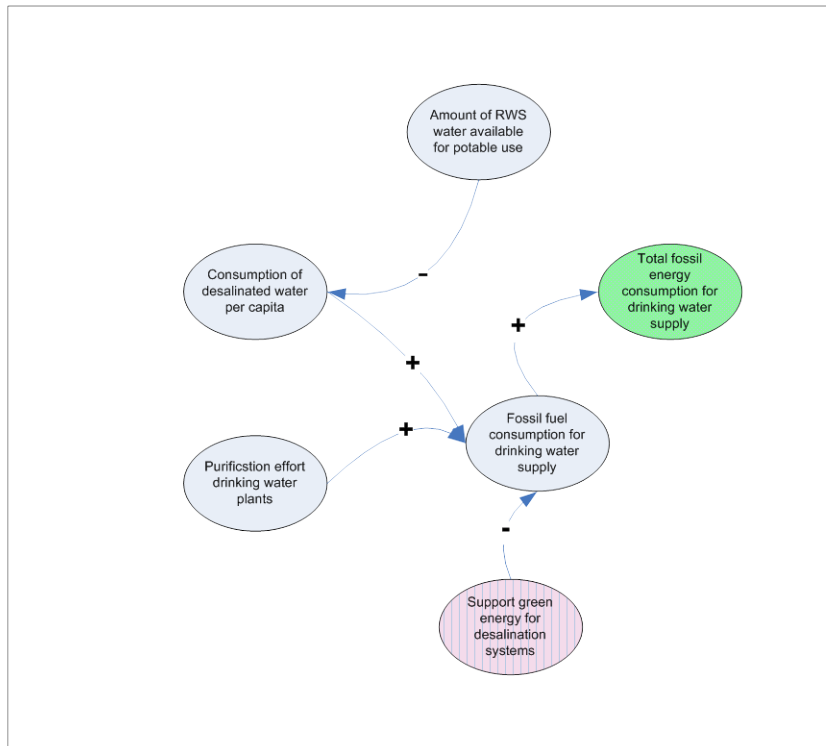 Amount of RWS
water available
for potable use
-
Consumption of
desalinated water
per capita
Total fossil
energy
consumption for
drinking water
supply
+
+
+
Fossil fuel
consumption for
drinking water
supply
Purificstion effort
drinking water
plants
-
Support green
energy for
desalination
systems